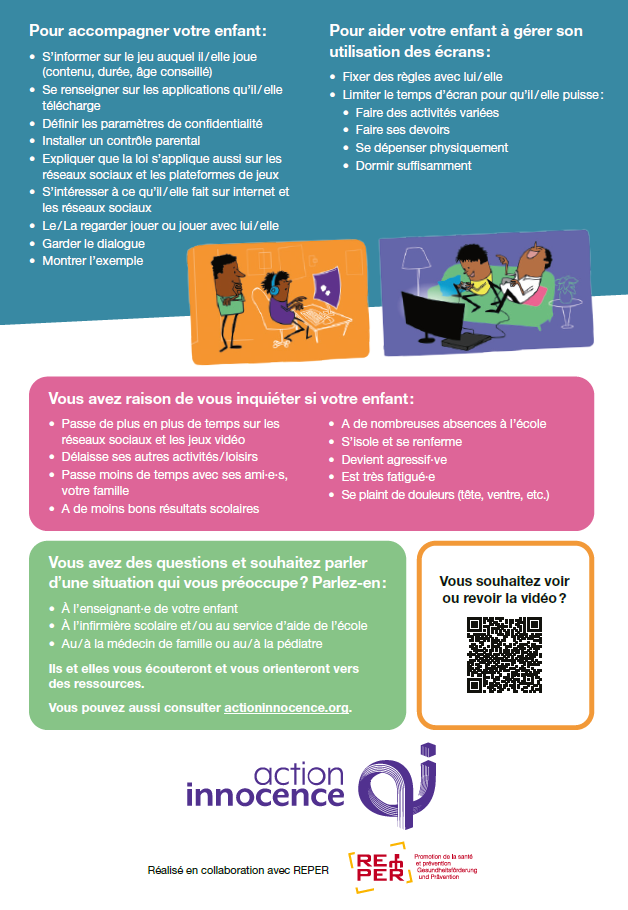 Pour accompagner votre enfant :
• S’informer sur le jeu auquel il / elle joue
(contenu, durée, âge conseillé)
• Se renseigner sur les applications qu’il / elle
télécharge
• Définir les paramètres de confidentialité
• Installer un contrôle parental
• Expliquer que la loi s’applique aussi sur les
réseaux sociaux et les plateformes de jeux
• S’intéresser à ce qu’il / elle fait sur internet et
les réseaux sociaux
• Le / La regarder jouer ou jouer avec lui / elle
• Garder le dialogue
• Montrer l’exemple
Pour aider votre enfant à gérer son
utilisation des écrans :
• Fixer des règles avec lui / elle
• Limiter le temps d’écran pour qu’il / elle puisse :
• Faire des activités variées
• Faire ses devoirs
• Se dépenser physiquement
• Dormir suffisamment
Vous avez raison de vous inquiéter si votre enfant :
• Passe de plus en plus de temps sur les
réseaux sociaux et les jeux vidéo
• Délaisse ses autres activités / loisirs
• Passe moins de temps avec ses ami·e·s,
votre famille
• A de moins bons résultats scolaires
• A de nombreuses absences à l’école
• S’isole et se renferme
• Devient agressif·ve
• Est très fatigué·e
• Se plaint de douleurs (tête, ventre, etc.)
Vous avez des questions et souhaitez parler
d’une situation qui vous préoccupe ? Parlez-en :
• À l’enseignant·e de votre enfant
• À l’infirmière scolaire et / ou au service d’aide de l’école
• Au / à la médecin de famille ou au / à la pédiatre
Ils et elles vous écouteront et vous orienteront vers
des ressources.
Vous pouvez aussi consulter actioninnocence.org.
Vous souhaitez voir
ou revoir la vidéo ?
action
innocence
Réalisé en collaboration avec REPER
RE
PER
Promotion de la santé
et prévention
Gesundheitsförderung
und Prävention